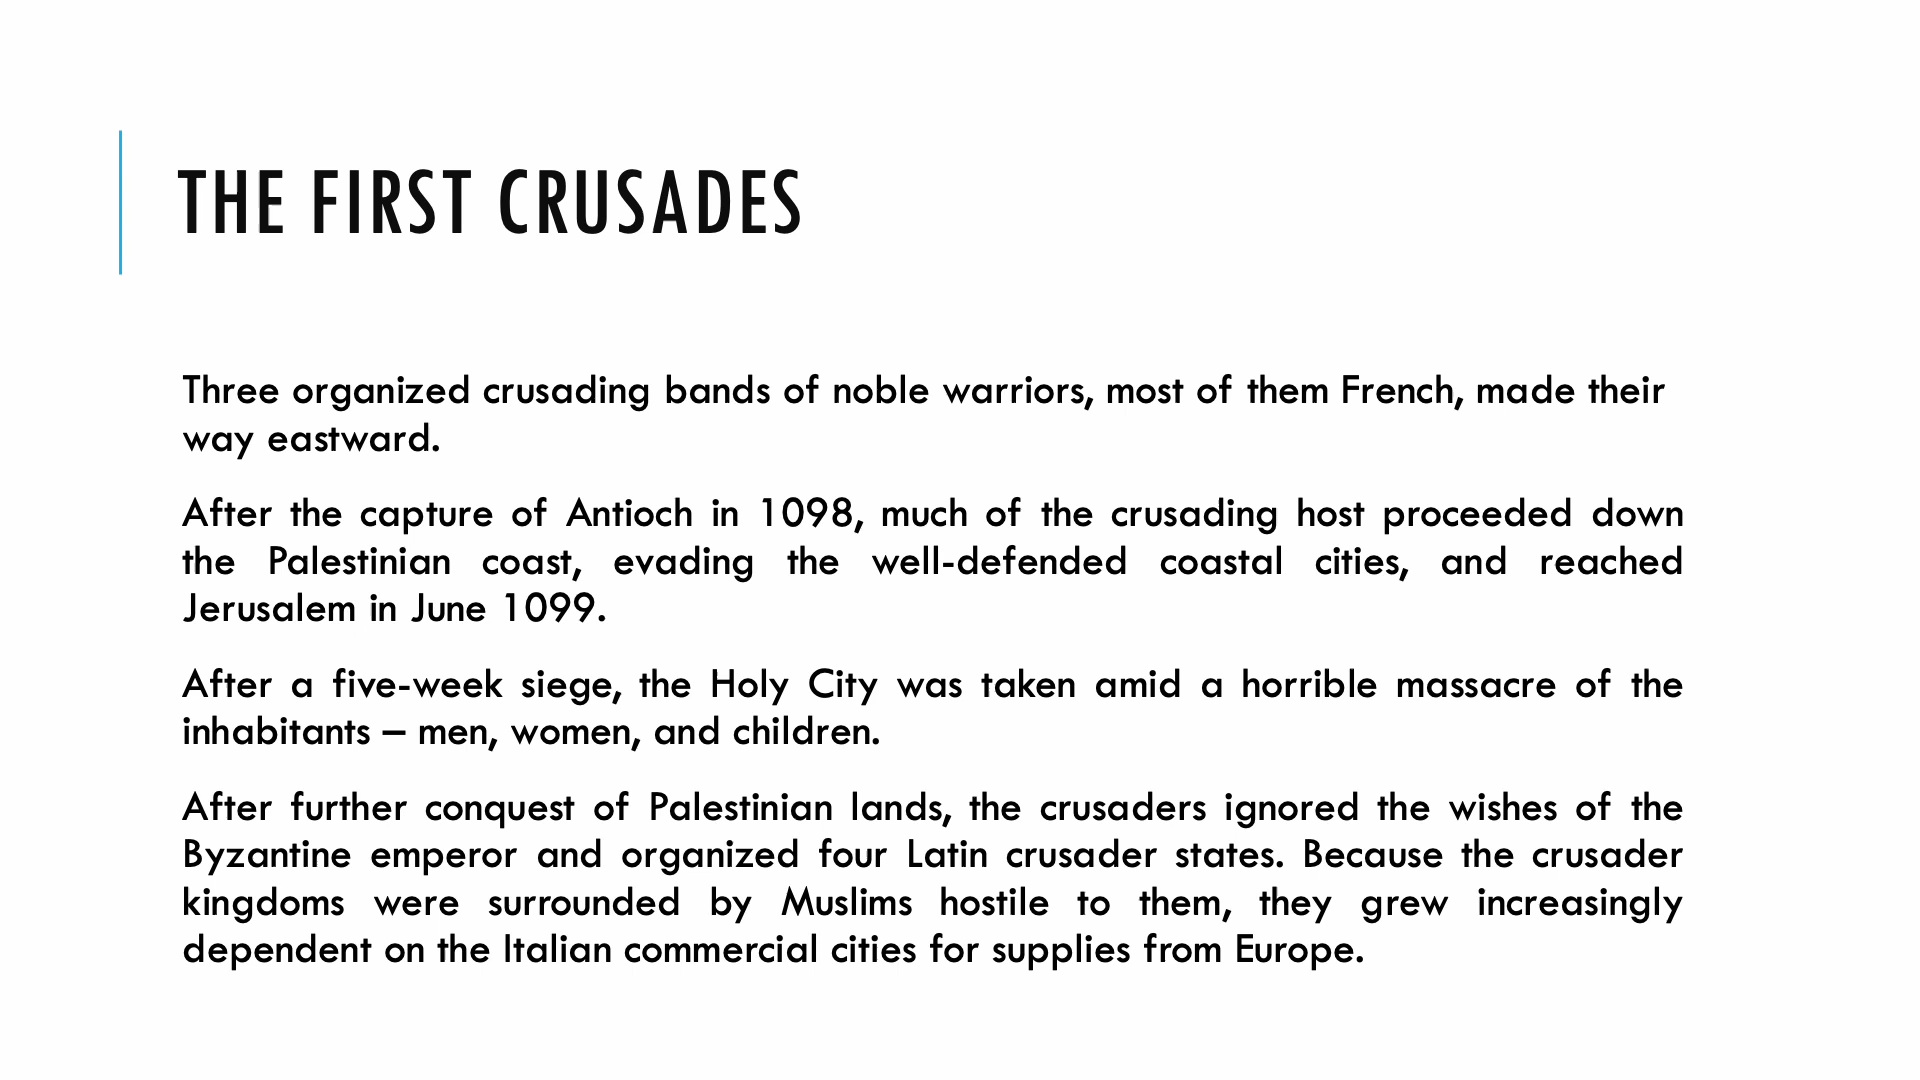 THE FIRST CRUSADES
Three organized crusading bands of noble warriors, most of them French, made their
way eastward.
After the capture of Antioch in 1098, much of the crusading host proceeded down
the Palestinian coast, evading the well-defended coastal cities, and reached
Jerusalem in June 1099.
After a five-week siege, the Holy City was taken amid a horrible massacre of the
inhabitants – men, women, and children.
After further conquest of Palestinian lands, the crusaders ignored the wishes of the
Byzantine emperor and organized four Latin crusader states. Because the crusader
kingdoms were surrounded by Muslims hostile to them, they grew increasingly
dependent on the Italian commercial cities for supplies from Europe.